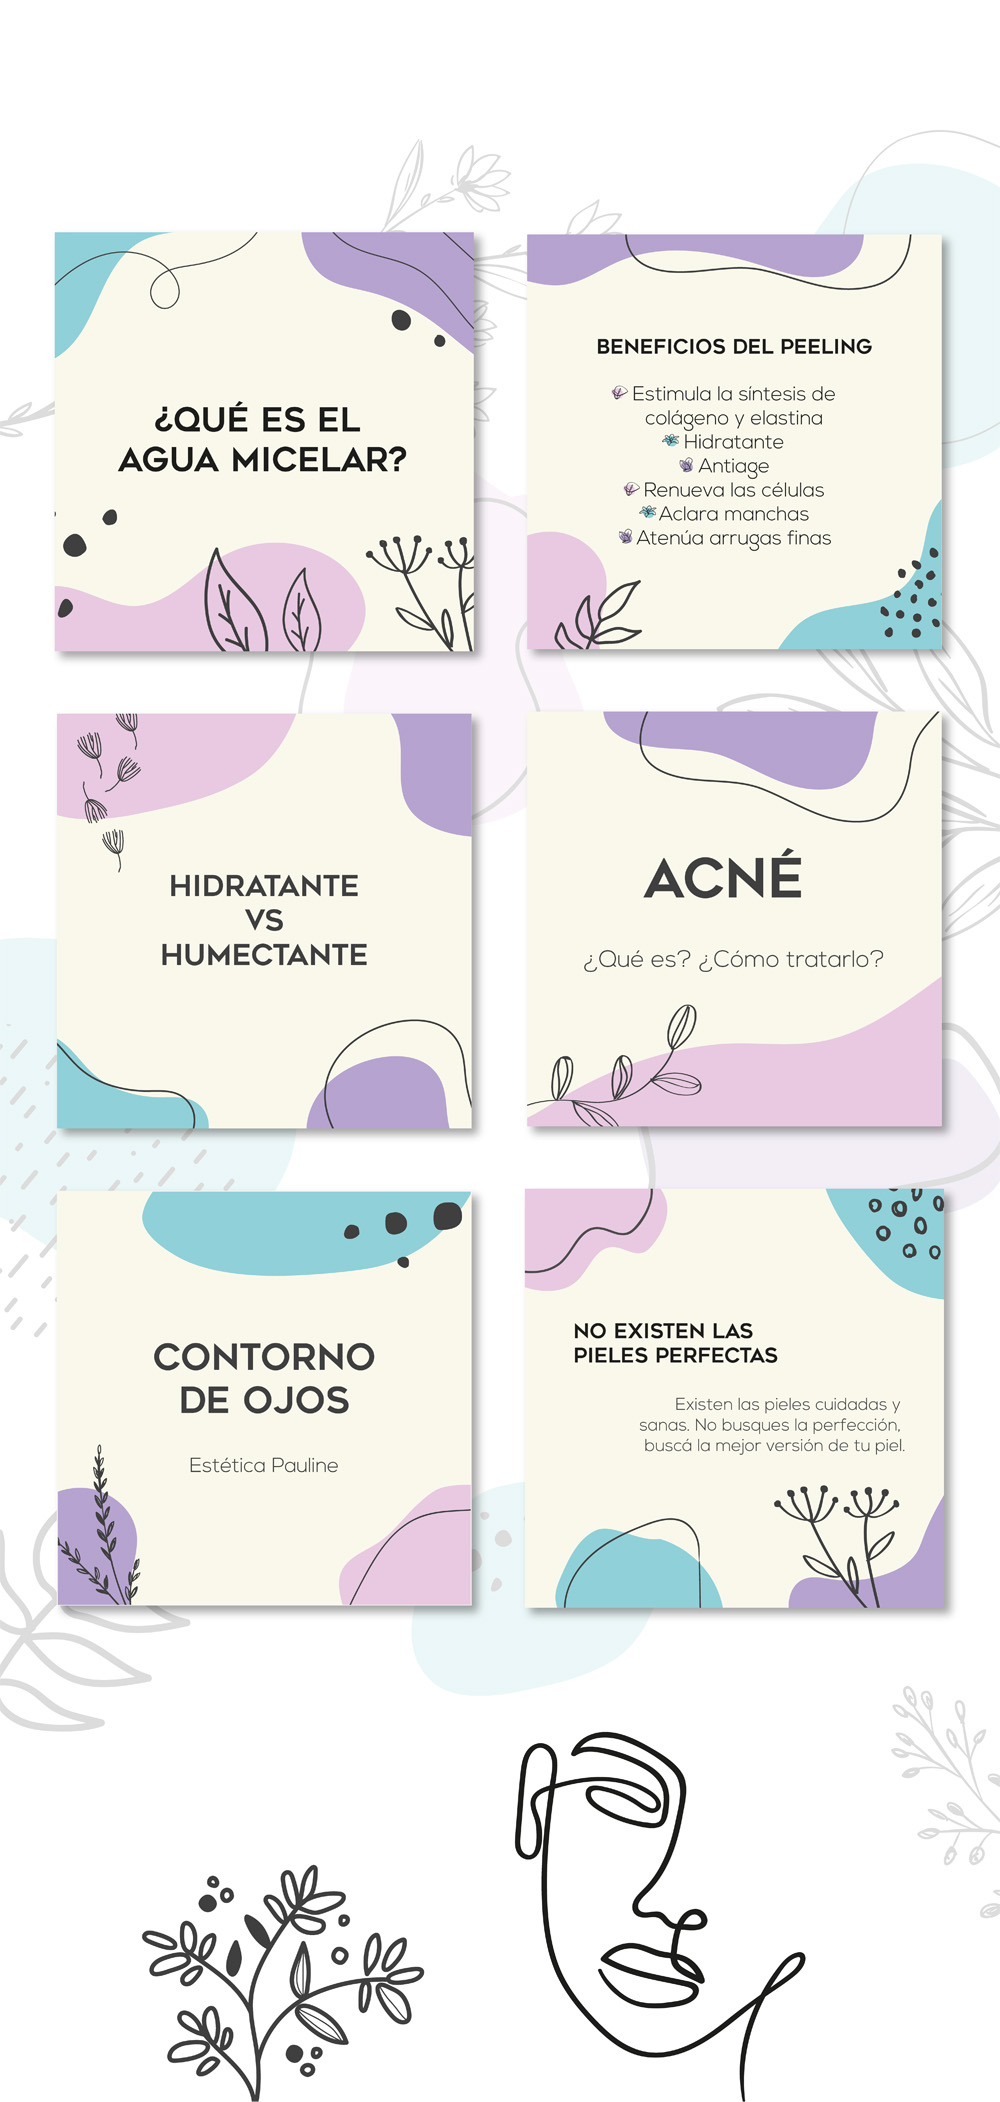 ¿QUÉ ES EL
AGUA MICELAR?
BENEFICIOS DEL PEELING
Estimula la síntesis de
colágeno y elastina
Hidratante
Antiage
Renueva las células
Aclara manchas
Atenúa arrugas finas
HIDRATANTE
VS
HUMECTANTE
ACNÉ
¿Qué es? ¿Cómo tratarlo?
CONTORNO
DE OJOS
Estética Pauline
NO EXISTEN LAS
PIELES PERFECTAS
Existen las pieles cuidadas y
sanas. No busques la perfección,
buscá la mejor versión de tu piel.